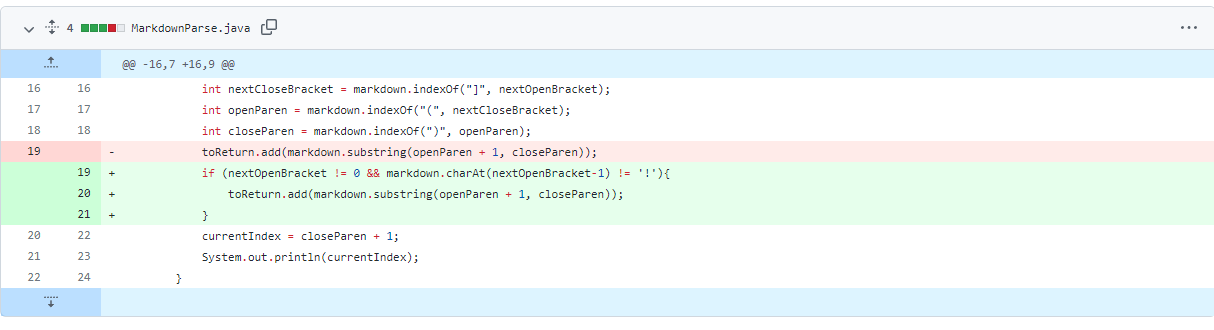 4 MarkdownParse.java
@@ -16,7 +16,9 @@
16 16 int nextCloseBracket = markdown.indexOf("]", nextOpenBracket);
17 17 int openParen = markdown.indexOf("(", nextCloseBracket);
18 18 int closeParen = markdown.indexOf(")", openParen);
19 - toReturn.add(markdown.substring(openParen + 1, closeParen));
19 + if (nextOpenBracket != 0 && markdown.charAt(nextOpenBracket-1) != '!'){
20 + toReturn.add(markdown.substring(openParen + 1, closeParen));
21 + }
20 22 currentIndex = closeParen + 1;
21 23 System.out.println(currentIndex);
22 24 }